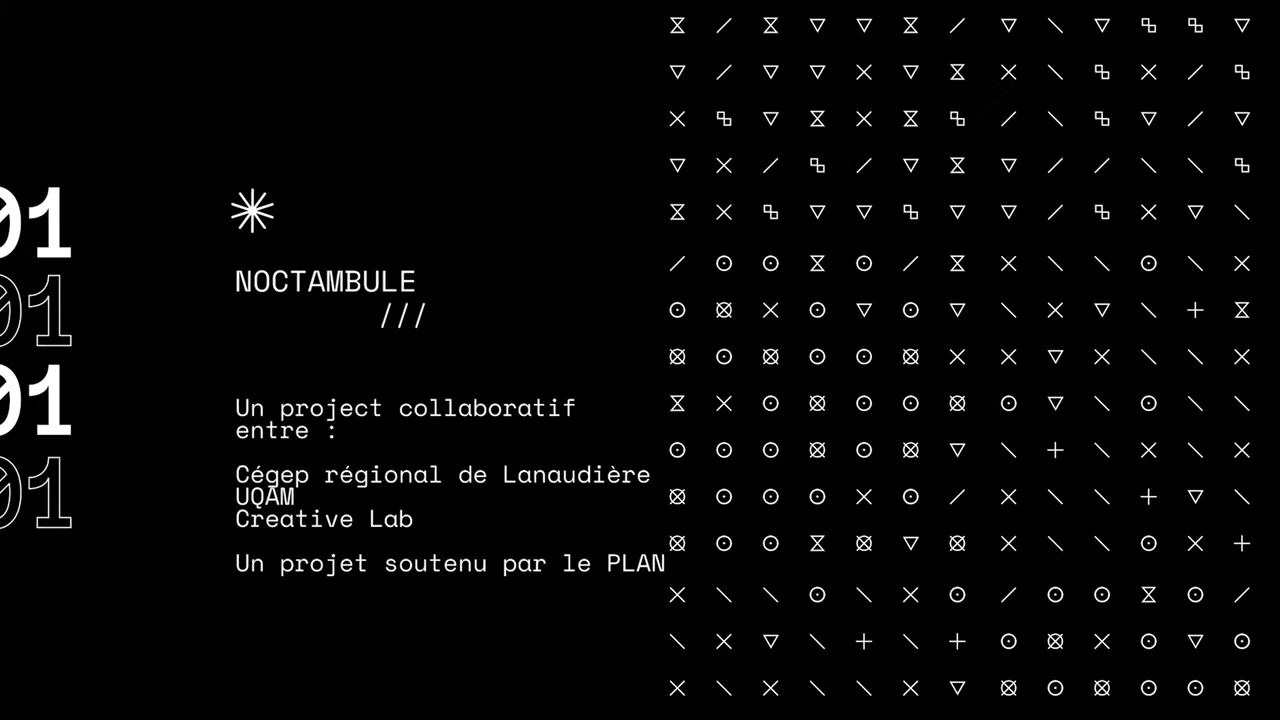 01
01
01
01
NOCTAMBULE
///
Un project collaboratif
entre :
Cégep régional de Lanaudière
UQAM
Creative Lab
Un projet soutenu par le PLAN